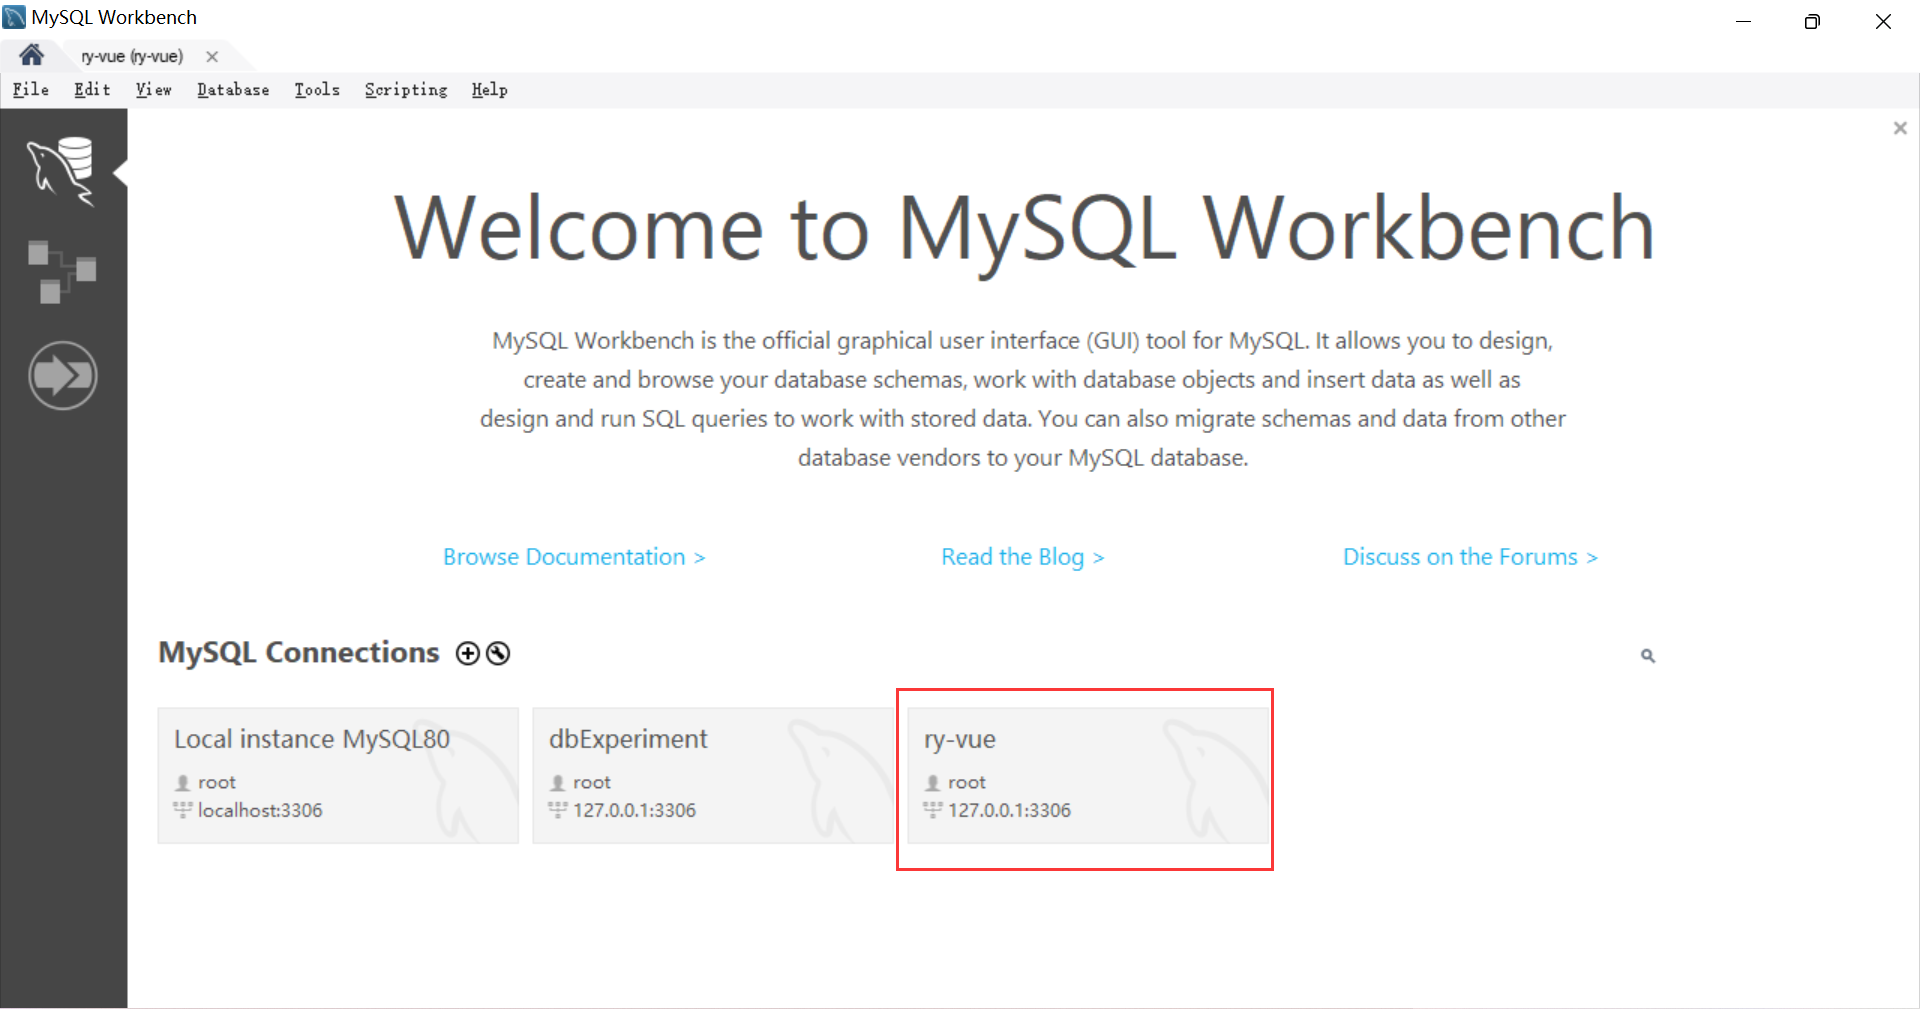 MySQL Workbench
ry-vue (ry-vue)
File Edit View Database Tools Scripting Help
Welcome to MySQL Workbench
MySQL Workbench is the official graphical user interface (GUI) tool for MySQL. It allows you to design,
create and browse your database schemas, work with database objects and insert data as well as
design and run SQL queries to work with stored data. You can also migrate schemas and data from other
database vendors to your MySQL database.
Browse Documentation >
Read the Blog >
Discuss on the Forums >
MySQL Connections
Local instance MySQL80
root
localhost:3306
dbExperiment
root
127.0.0.1:3306
ry-vue
root
127.0.0.1:3306